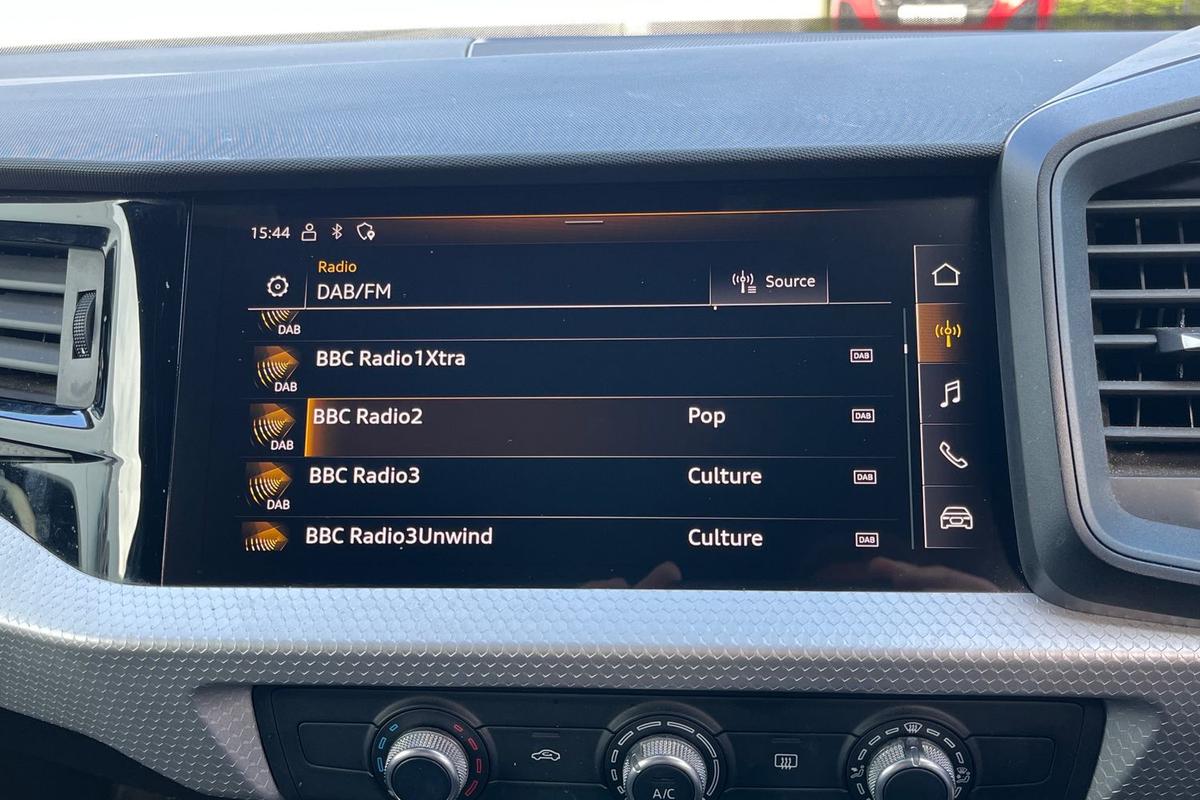 15:44
Radio
DAB/FM
Source
DAB
BBC Radio1Xtra DAB
DAB
BBC Radio2 Pop DAB
DAB
BBC Radio3 Culture DAB
DAB
BBC Radio3Unwind Culture DAB
A/C